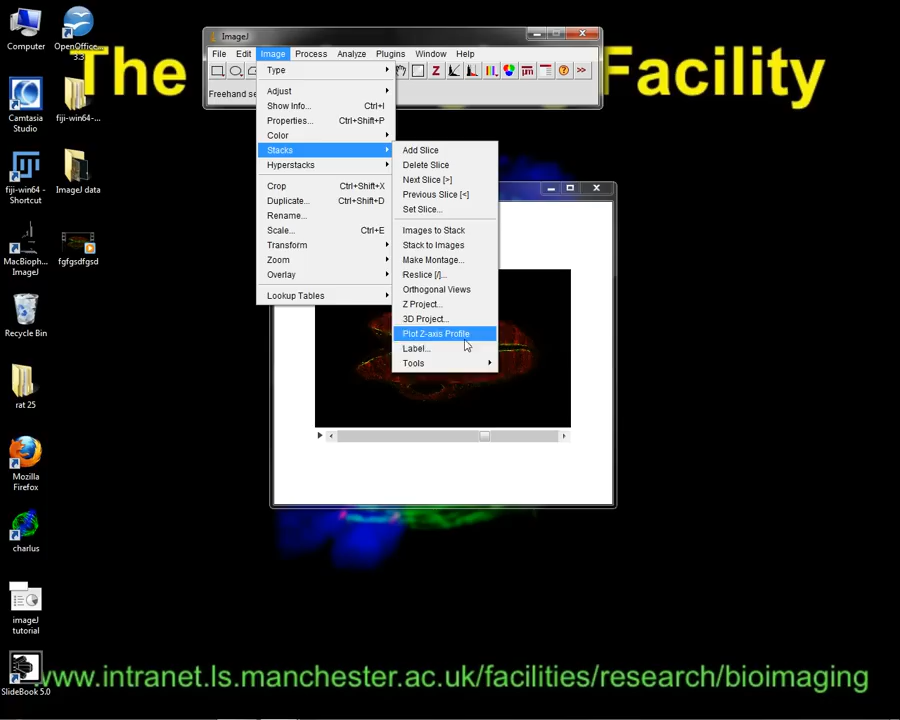 The Facility
Computer
OpenOffice....
3.3
Camtasia
Studio
fiji-win64-...
fiji-win64 -
Shortcut
ImageJ data
MacBioph...
ImageJ
fgfgsdfgsd
Recycle Bin
rat 25
Mozilla
Firefox
charlus
imageJ
tutorial
SlideBook 5.0
ImageJ
File Edit Image Process Analyze Plugins Window Help
Z >>
Freehand se
Type
Adjust
Show Info... Ctrl+I
Properties... Ctrl+Shift+P
Color
Stacks
Hyperstacks
Crop Ctrl+Shift+X
Duplicate... Ctrl+Shift+D
Rename...
Scale... Ctrl+E
Transform
Zoom
Overlay
Lookup Tables
Add Slice
Delete Slice
Next Slice [>]
Previous Slice [<]
Set Slice...
Images to Stack
Stack to Images
Make Montage...
Reslice [/]...
Orthogonal Views
Z Project...
3D Project...
Plot Z-axis Profile
Label...
Tools
www.intranet.ls.manchester.ac.uk/facilities/research/bioimaging